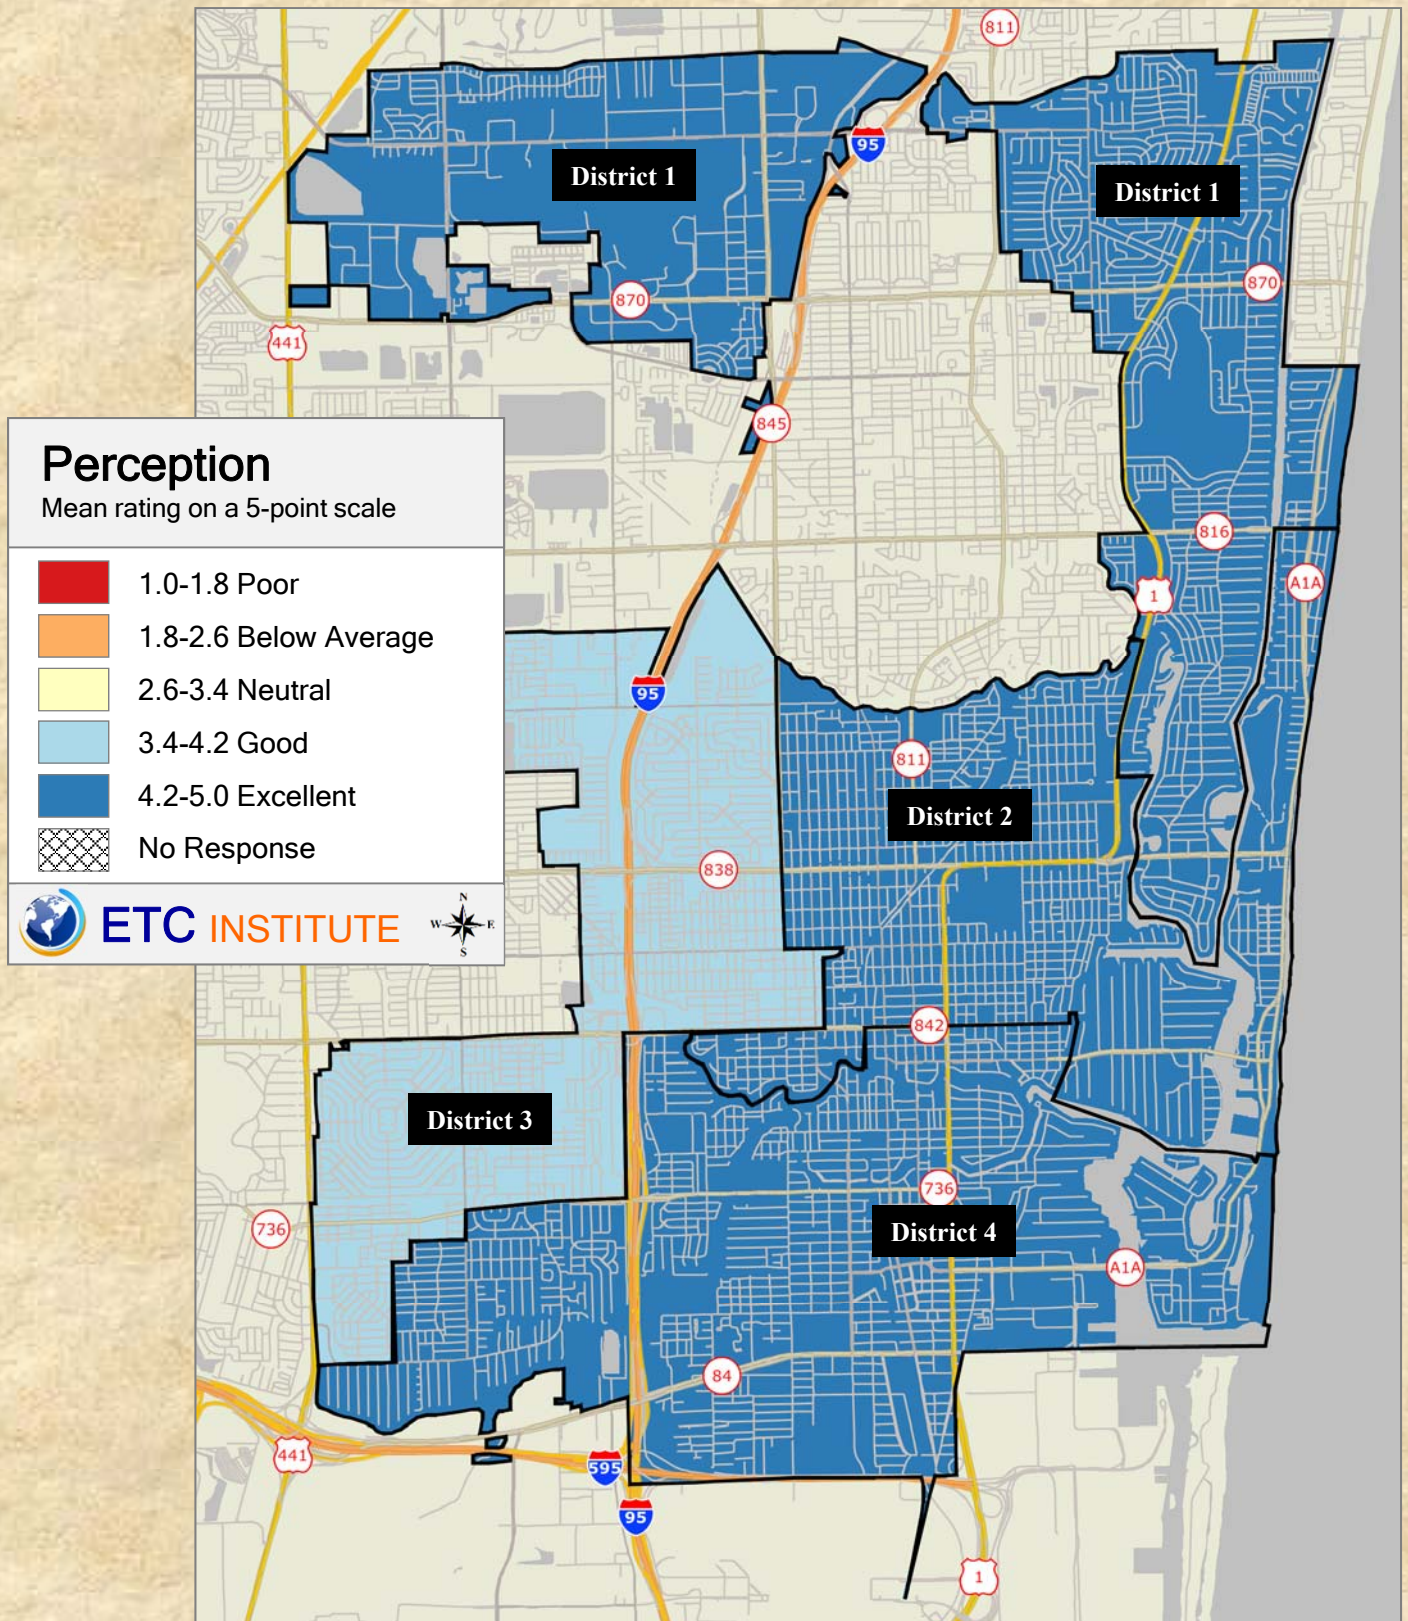 811
95
District 1
District 1
870
870
441
845
Perception
Mean rating on a 5-point scale
816
1.0-1.8 Poor
A1A
1
1.8-2.6 Below Average
2.6-3.4 Neutral
95
3.4-4.2 Good
811
4.2-5.0 Excellent
District 2
No Response
838
ETC INSTITUTE
N
W E
S
842
District 3
736
736
District 4
A1A
84
441
595
95
1